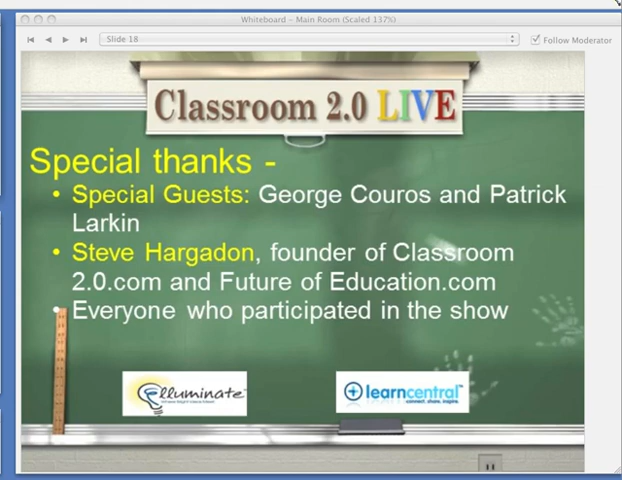 Whiteboard - Main Room (Scaled 137%)
Slide 18
Follow Moderator
Classroom 2.0 LIVE
Special thanks -
• Special Guests: George Couros and Patrick
Larkin
• Steve Hargadon, founder of Classroom
2.0.com and Future of Education.com
• Everyone who participated in the show
Elluminate
learncentral
connect. share. inspire.